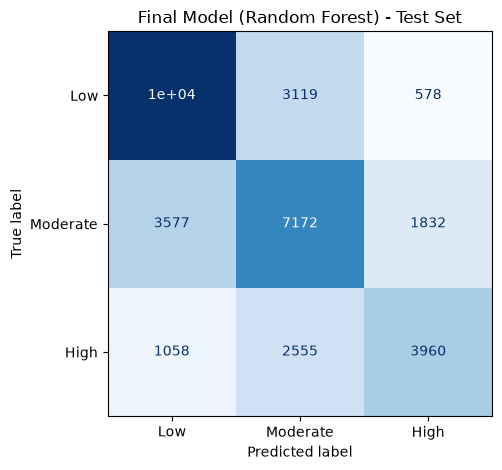 Final Model (Random Forest) - Test Set
True label
Low 1e+04 3119 578
Moderate 3577 7172 1832
High 1058 2555 3960
Low Moderate High
Predicted label